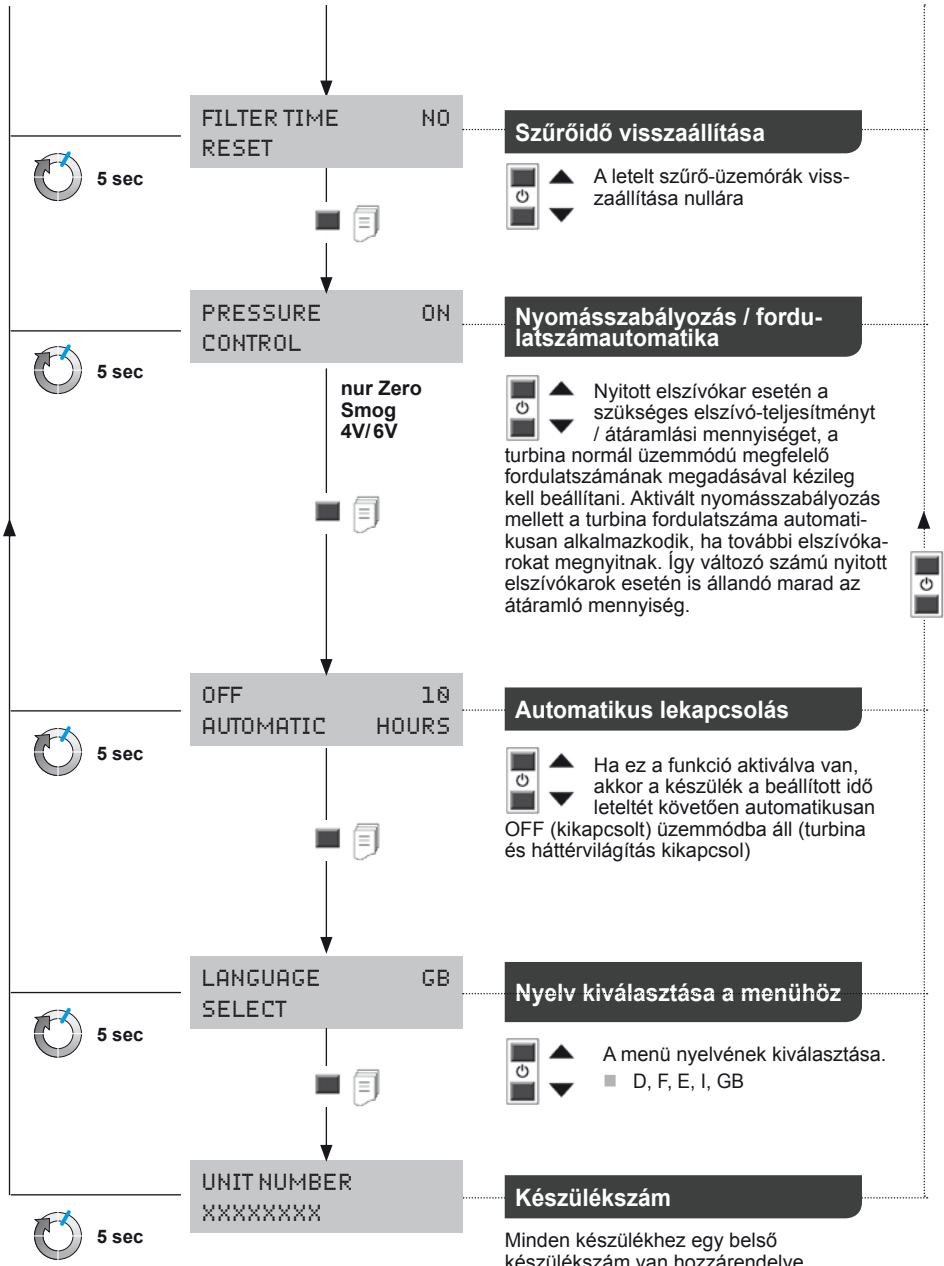 FILTER TIME NO
RESET
5 sec
Szűrőidő visszaállítása
A letelt szűrő-üzemórák viss-
zaállítása nullára
PRESSURE ON
CONTROL
5 sec
nur Zero
Smog
4V/6V
Nyomásszabályozás / fordu-
latszámautomatika
Nyitott elszívókar esetén a
szükséges elszívó-teljesítményt
/ átáramlási mennyiséget, a
turbina normál üzemmódú megfelelő
fordulatszámának megadásával kézileg
kell beállítani. Aktivált nyomásszabályozás
mellett a turbina fordulatszáma automati-
kusan alkalmazkodik, ha további elszívóka-
rokat megnyitnak. Így változó számú nyitott
elszívókarok esetén is állandó marad az
átáramló mennyiség.
OFF 10
AUTOMATIC HOURS
5 sec
Automatikus lekapcsolás
Ha ez a funkció aktiválva van,
akkor a készülék a beállított idő
leteltét követően automatikusan
OFF (kikapcsolt) üzemmódba áll (turbina
és háttérvilágítás kikapcsol)
LANGUAGE GB
SELECT
5 sec
Nyelv kiválasztása a menühöz
A menü nyelvének kiválasztása.
D, F, E, I, GB
UNIT NUMBER
XXXXXXXX
5 sec
Készülékszám
Minden készülékhez egy belső
készülékszám van hozzárendelve